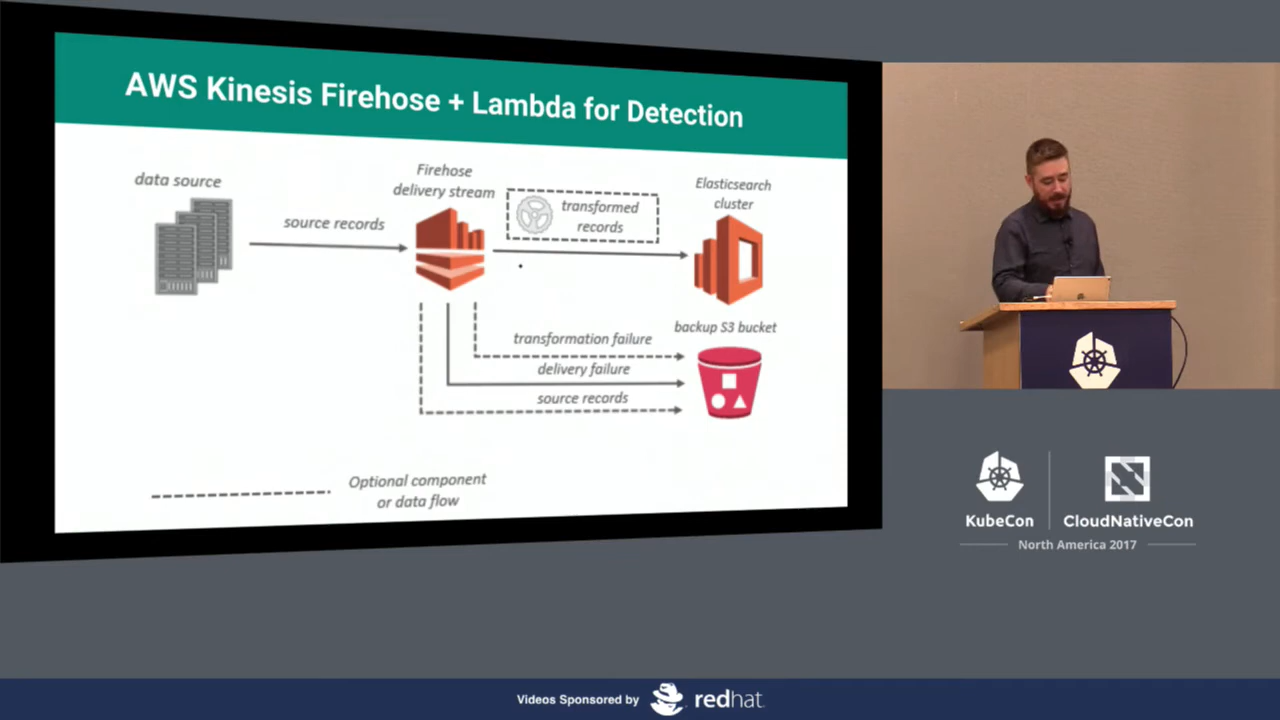 AWS Kinesis Firehose + Lambda for Detection
data source
source records
Firehose
delivery stream
transformed
records
Elasticsearch
cluster
backup S3 bucket
transformation failure
delivery failure
source records
Optional component
or data flow
KubeCon
CloudNativeCon
North America 2017
Videos Sponsored by
redhat.